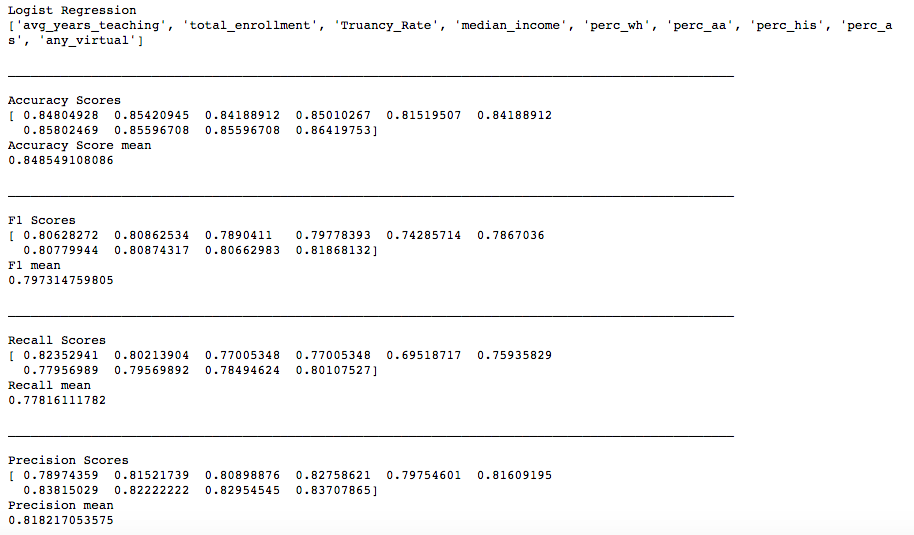 Logist Regression
['avg_years_teaching', 'total_enrollment', 'Truancy_Rate', 'median_income', 'perc_wh', 'perc_aa', 'perc_his', 'perc_a
s', 'any_virtual']
Accuracy Scores
[ 0.84804928 0.85420945 0.84188912 0.85010267 0.81519507 0.84188912
0.85802469 0.85596708 0.85596708 0.86419753]
Accuracy Score mean
0.848549108086
F1 Scores
[ 0.80628272 0.80862534 0.7890411 0.79778393 0.74285714 0.7867036
0.80779944 0.80874317 0.80662983 0.81868132]
F1 mean
0.797314759805
Recall Scores
[ 0.82352941 0.80213904 0.77005348 0.77005348 0.69518717 0.75935829
0.77956989 0.79569892 0.78494624 0.80107527]
Recall mean
0.77816111782
Precision Scores
[ 0.78974359 0.81521739 0.80898876 0.82758621 0.79754601 0.81609195
0.83815029 0.82222222 0.82954545 0.83707865]
Precision mean
0.818217053575